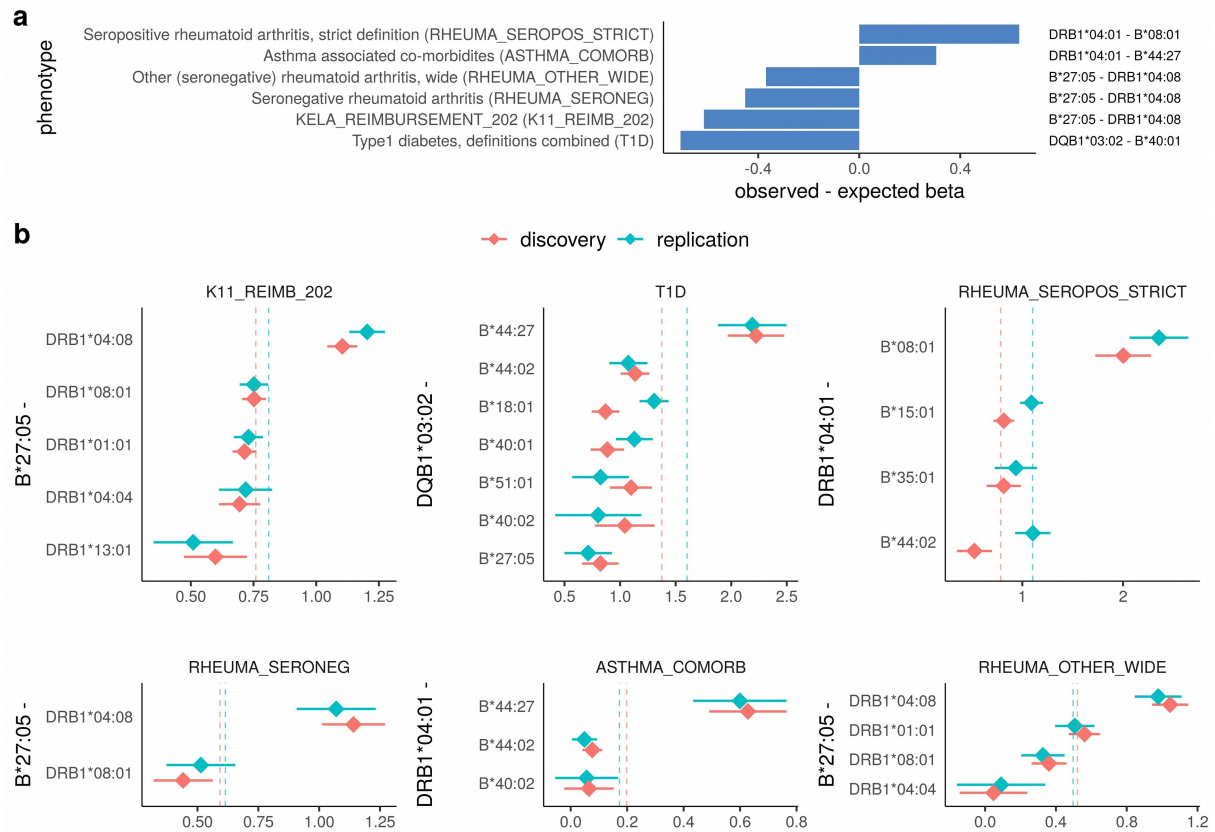 a
phenotype
Seropositive rheumatoid arthritis, strict definition (RHEUMA_SEROPOS_STRICT)
DRB1*04:01 - B*08:01
Asthma associated co-morbidites (ASTHMA_COMORB)
DRB1*04:01 - B*44:27
Other (seronegative) rheumatoid arthritis, wide (RHEUMA_OTHER_WIDE)
B*27:05 - DRB1*04:08
Seronegative rheumatoid arthritis (RHEUMA_SERONEG)
B*27:05 - DRB1*04:08
KELA_REIMBURSEMENT_202 (K11_REIMB_202)
B*27:05 - DRB1*04:08
Type1 diabetes, definitions combined (T1D)
DQB1*03:02 - B*40:01
-0.4 0.0 0.4
observed - expected beta
b
discovery replication
K11_REIMB_202
B*27:05 -
DRB1*04:08
DRB1*08:01
DRB1*01:01
DRB1*04:04
DRB1*13:01
0.50 0.75 1.00 1.25
T1D
DQB1*03:02 -
B*44:27
B*44:02
B*18:01
B*40:01
B*51:01
B*40:02
B*27:05
0.5 1.0 1.5 2.0 2.5
RHEUMA_SEROPOS_STRICT
DRB1*04:01 -
B*08:01
B*15:01
B*35:01
B*44:02
1 2
RHEUMA_SERONEG
B*27:05 -
DRB1*04:08
DRB1*08:01
0.50 0.75 1.00 1.25
ASTHMA_COMORB
DRB1*04:01 -
B*44:27
B*44:02
B*40:02
0.0 0.2 0.4 0.6 0.8
RHEUMA_OTHER_WIDE
B*27:05 -
DRB1*04:08
DRB1*01:01
DRB1*08:01
DRB1*04:04
0.0 0.4 0.8 1.2